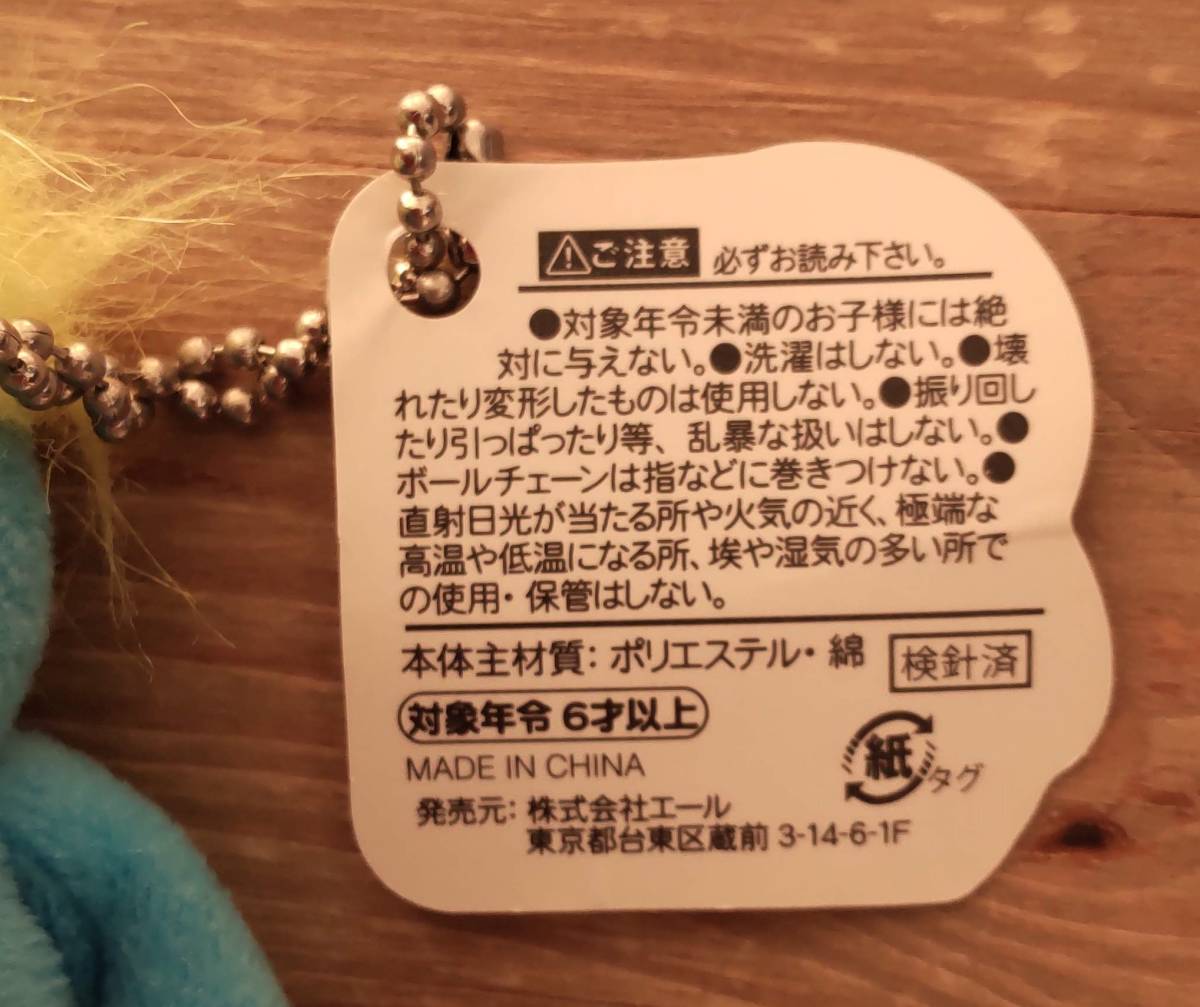 ⚠ご注意 必ずお読み下さい。
●対象年令未満のお子様には絶
対に与えない。●洗濯はしない。●壊
れたり変形したものは使用しない。●振り回し
たり引っぱったり等、乱暴な扱いはしない。●
ボールチェーンは指などに巻きつけない。●
直射日光が当たる所や火気の近く、極端な
高温や低温になる所、埃や湿気の多い所で
の使用・保管はしない。
本体主材質：ポリエステル・綿 検針済
対象年令 6才以上
MADE IN CHINA
紙 タグ
発売元：株式会社エール
東京都台東区蔵前 3-14-6-1F